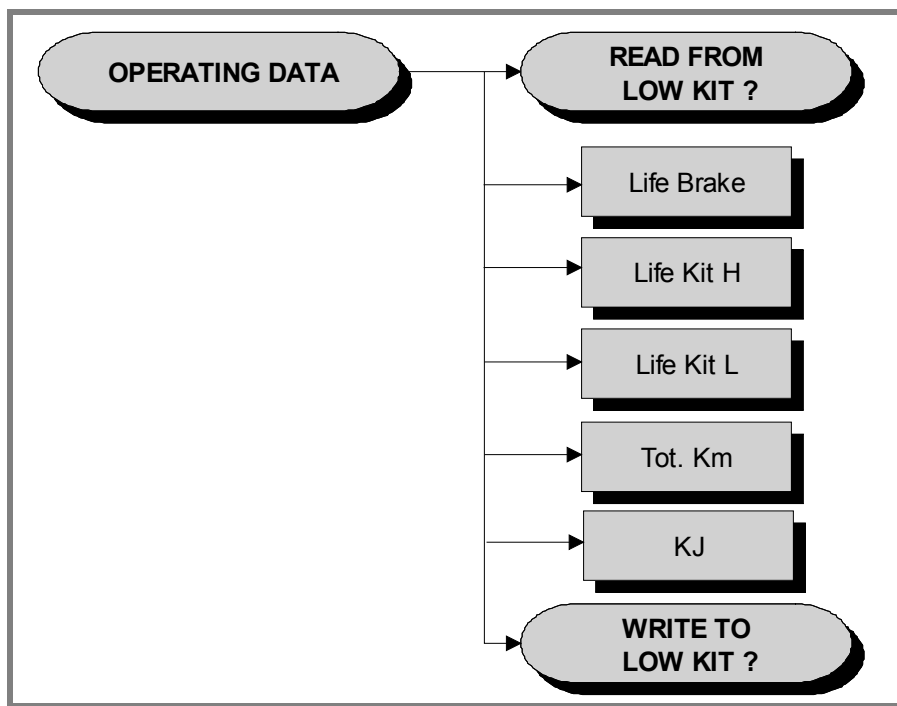 OPERATING DATA
READ FROM
LOW KIT ?
Life Brake
Life Kit H
Life Kit L
Tot. Km
KJ
WRITE TO
LOW KIT ?